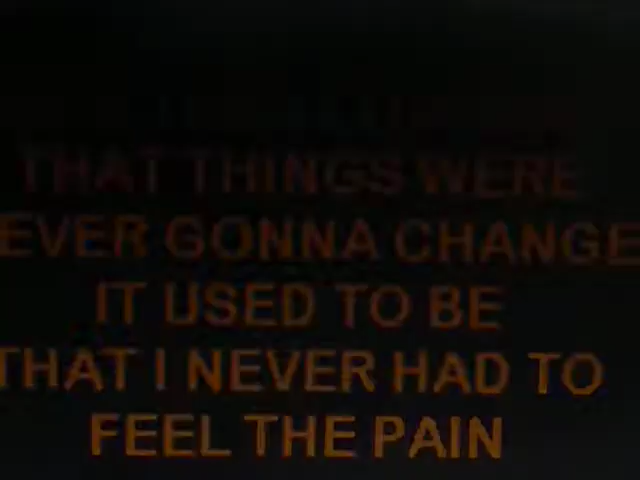 THAT THINGS WERE
EVER GONNA CHANGE
IT USED TO BE
THAT I NEVER HAD TO
FEEL THE PAIN